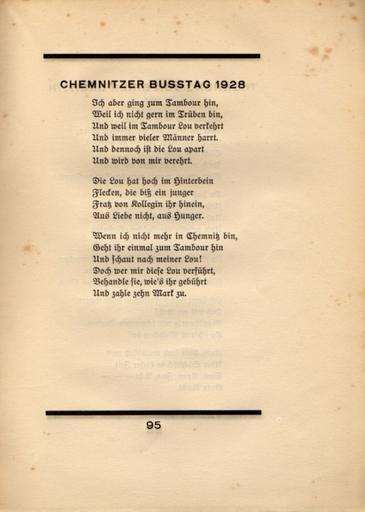 CHEMNITZER BUSSTAG 1928
Ich aber ging zum Tambour hin,
Weil ich nicht gern im Trüben bin,
Und weil im Tambour Lou verkehrt
Und immer vieler Männer harrt.
Und dennoch ist die Lou apart
Und wird von mir verehrt.
Die Lou hat hoch im Hinterbein
Flecken, die biß ein junger
Fratz von Kollegin ihr hinein,
Aus Liebe nicht, aus Hunger.
Wenn ich nicht mehr in Chemnitz bin,
Geht ihr einmal zum Tambour hin
Und schaut nach meiner Lou!
Doch wer mir diese Lou verführt,
Behandle sie, wie's ihr gebührt
Und zahle zehn Mark zu.
95